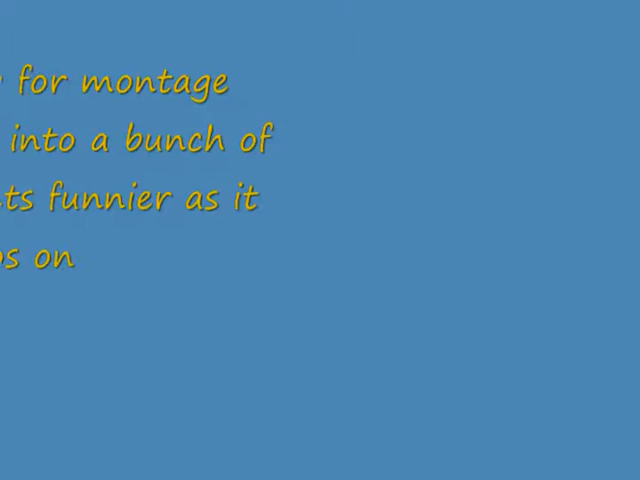 for montage
into a bunch of
funnier as it
on